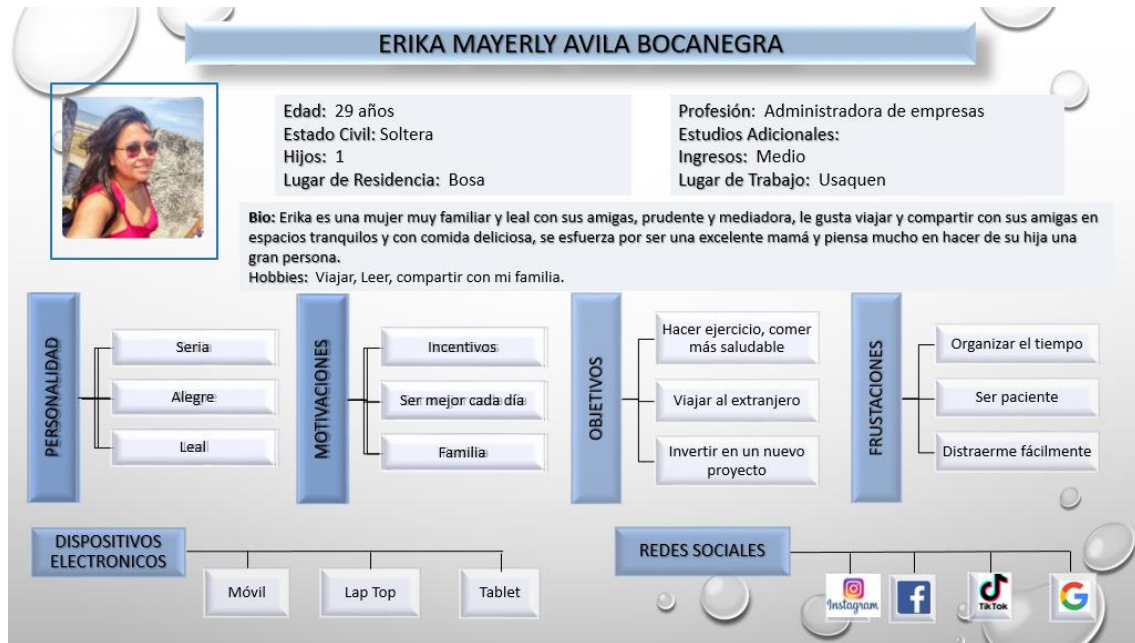 ERIKA MAYERLY AVILA BOCANEGRA
Edad: 29 años
Estado Civil: Soltera
Hijos: 1
Lugar de Residencia: Bosa
Profesión: Administradora de empresas
Estudios Adicionales:
Ingresos: Medio
Lugar de Trabajo: Usaquen
Bio: Erika es una mujer muy familiar y leal con sus amigas, prudente y mediadora, le gusta viajar y compartir con sus amigas en
espacios tranquilos y con comida deliciosa, se esfuerza por ser una excelente mamá y piensa mucho en hacer de su hija una
gran persona.
Hobbies: Viajar, Leer, compartir con mi familia.
PERSONALIDAD
Seria
Alegre
Leal
MOTIVACIONES
Incentivos
Ser mejor cada día
Familia
OBJETIVOS
Hacer ejercicio, comer
más saludable
Viajar al extranjero
Invertir en un nuevo
proyecto
FRUSTACIONES
Organizar el tiempo
Ser paciente
Distraerme fácilmente
DISPOSITIVOS
ELECTRONICOS
Móvil
Lap Top
Tablet
REDES SOCIALES
Instagram
TikTok